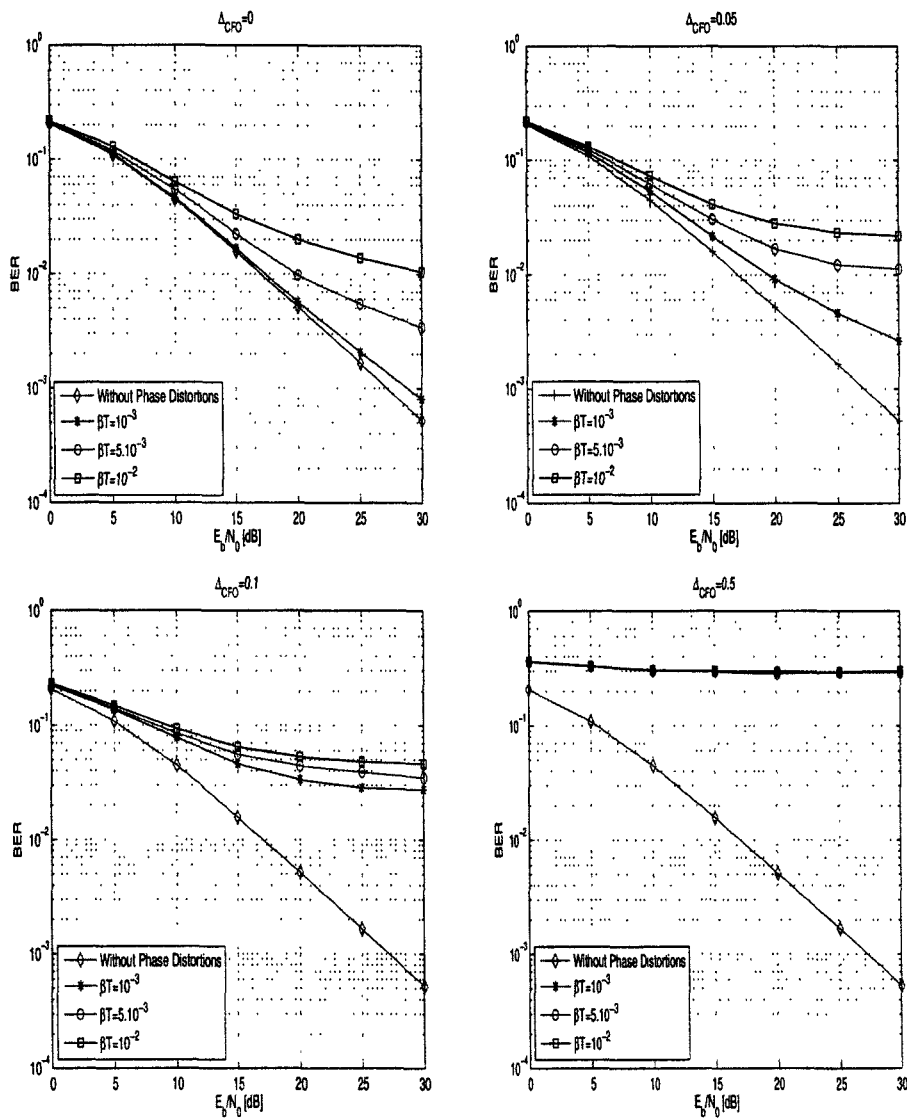 Δ_CFO=0
10^0
10^-1
10^-2
10^-3
10^-4
BER
Without Phase Distortions
βT=10^-3
βT=5.10^-3
βT=10^-2
0 5 10 15 20 25 30
E_b/N_0 [dB]
Δ_CFO=0.05
10^0
10^-1
10^-2
10^-3
10^-4
BER
Without Phase Distortions
βT=10^-3
βT=5.10^-3
βT=10^-2
0 5 10 15 20 25 30
E_b/N_0 [dB]
Δ_CFO=0.1
10^0
10^-1
10^-2
10^-3
10^-4
BER
Without Phase Distortions
βT=10^-3
βT=5.10^-3
βT=10^-2
0 5 10 15 20 25 30
E_b/N_0 [dB]
Δ_CFO=0.5
10^0
10^-1
10^-2
10^-3
10^-4
BER
Without Phase Distortions
βT=10^-3
βT=5.10^-3
βT=10^-2
0 5 10 15 20 25 30
E_b/N_0 [dB]